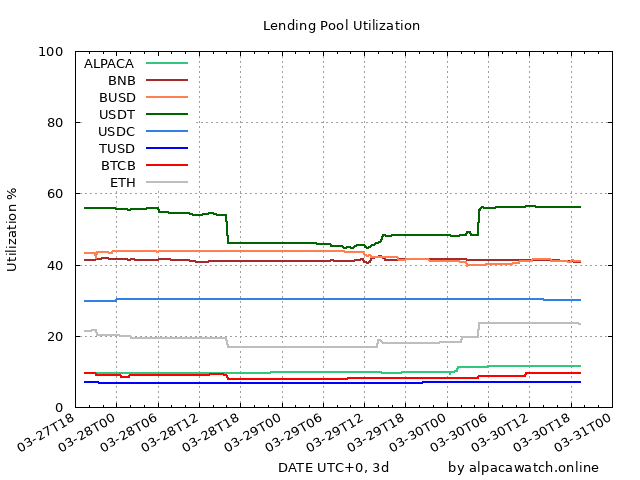 Lending Pool Utilization
100
80
60
40
20
0
Utilization %
ALPACA
BNB
BUSD
USDT
USDC
TUSD
BTCB
ETH
03-27T18
03-28T00
03-28T06
03-28T12
03-28T18
03-29T00
03-29T06
03-29T12
03-29T18
03-30T00
03-30T06
03-30T12
03-30T18
03-31T00
DATE UTC+0, 3d
by alpacawatch.online